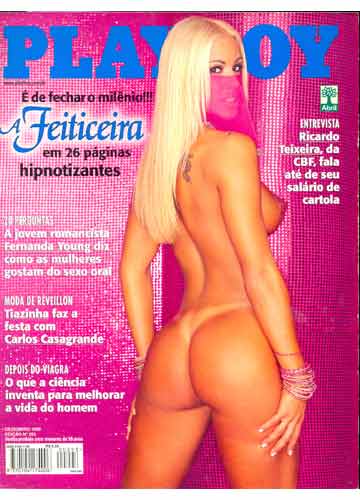 PLAYBOY
É de fechar o milênio!!!
A Feiticeira
em 26 páginas
hipnotizantes
Abril
ENTREVISTA
Ricardo
Teixeira, da
CBF, fala
até de seu
salário de
cartola
20 PERGUNTAS
A jovem romancista
Fernanda Young diz
como as mulheres
gostam do sexo oral
MODA DE RÉVEILLON
Tiazinha faz a
festa com
Carlos Casagrande
DEPOIS DO VIAGRA
O que a ciência
inventa para melhorar
a vida do homem